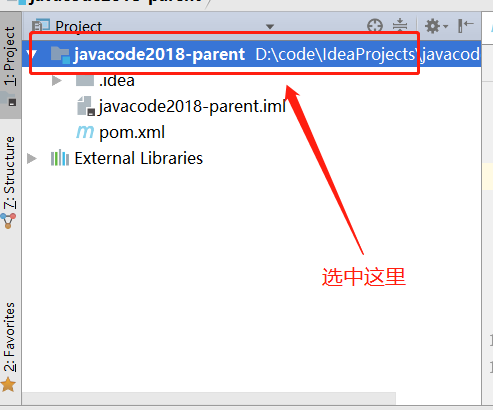 javacode2018-parent
Project
1: Project
javacode2018-parent D:\code\IdeaProjects\javacod
.idea
javacode2018-parent.iml
m pom.xml
External Libraries
7: Structure
选中这里
2: Favorites